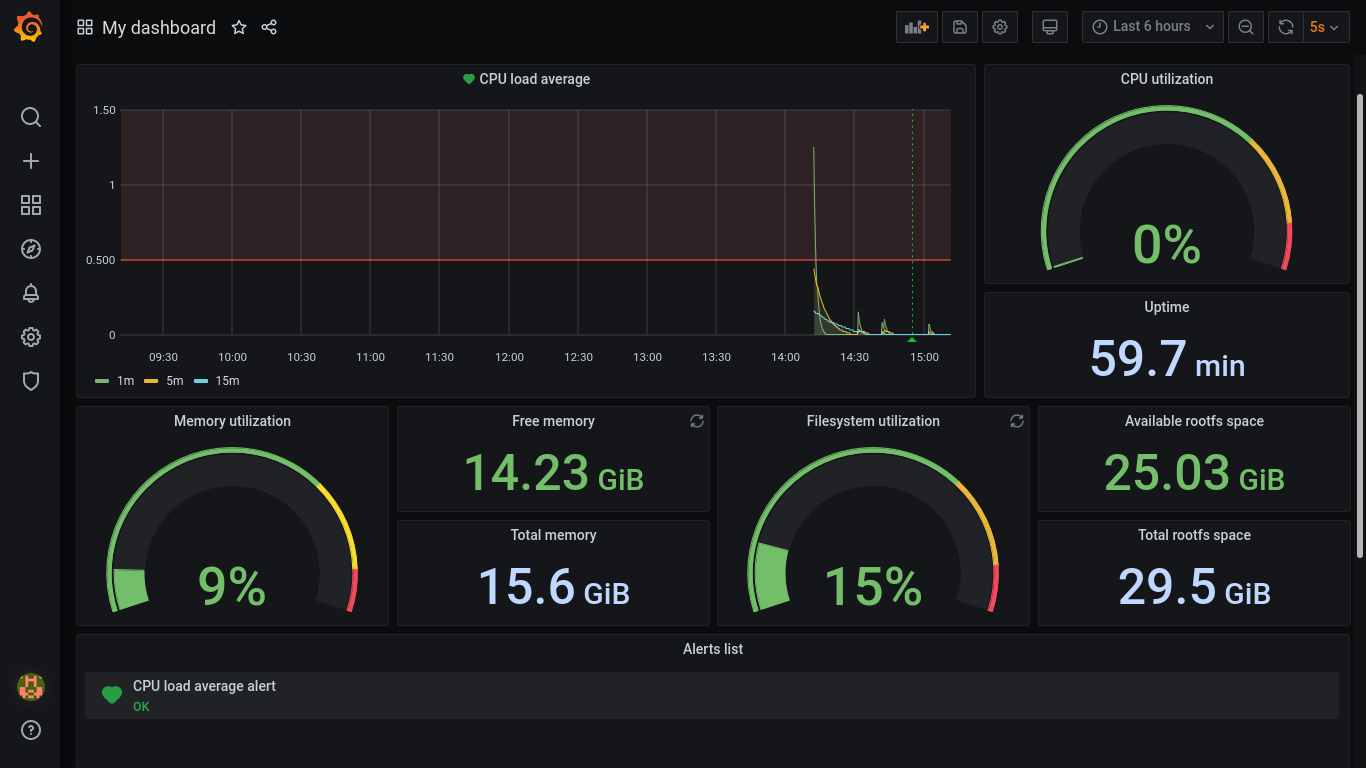 My dashboard
Last 6 hours
5s
CPU load average
1.50
1
0.500
0
09:30 10:00 10:30 11:00 11:30 12:00 12:30 13:00 13:30 14:00 14:30 15:00
1m 5m 15m
CPU utilization
0%
Uptime
59.7 min
Memory utilization
9%
Free memory
14.23 GiB
Total memory
15.6 GiB
Filesystem utilization
15%
Available rootfs space
25.03 GiB
Total rootfs space
29.5 GiB
Alerts list
CPU load average alert
OK